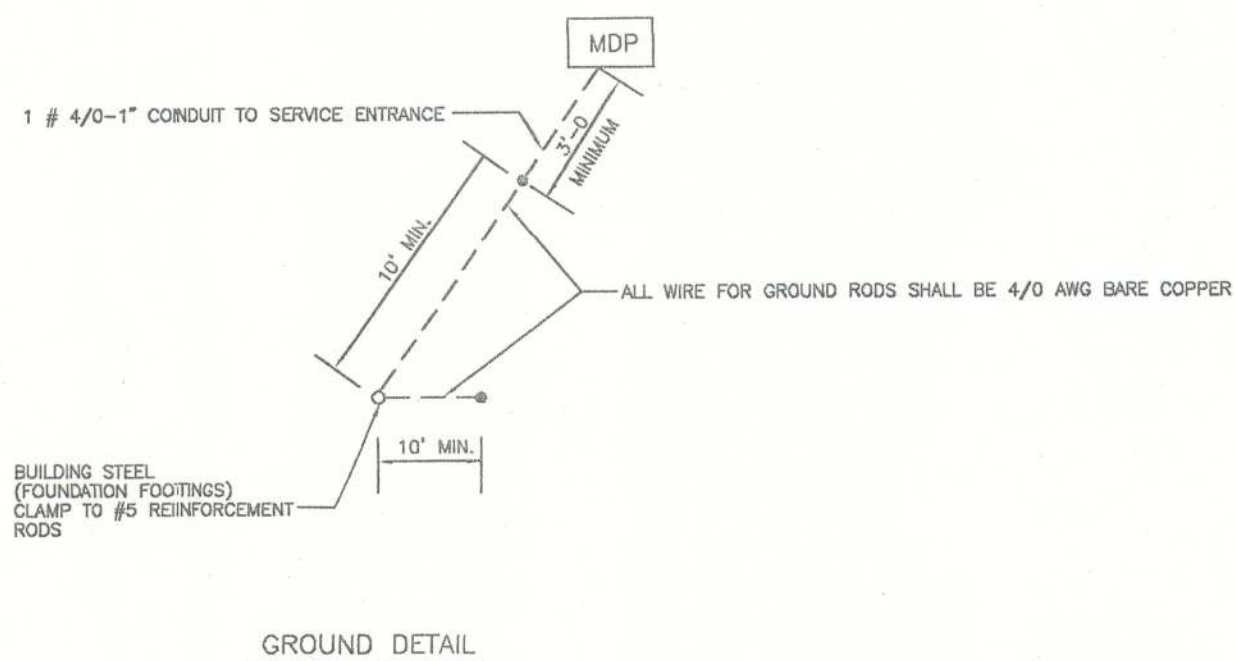 MDP
1 # 4/0-1" CONDUIT TO SERVICE ENTRANCE
3'-0
MINIMUM
10' MIN.
ALL WIRE FOR GROUND RODS SHALL BE 4/0 AWG BARE COPPER
10' MIN.
BUILDING STEEL
(FOUNDATION FOOTINGS)
CLAMP TO #5 REINFORCEMENT
RODS
GROUND DETAIL